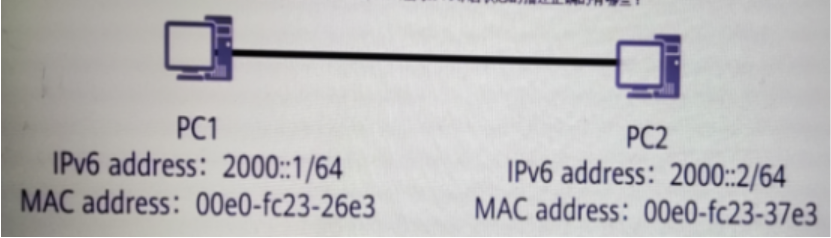 PC1
IPv6 address：2000::1/64
MAC address：00e0-fc23-26e3
PC2
IPv6 address：2000::2/64
MAC address：00e0-fc23-37e3